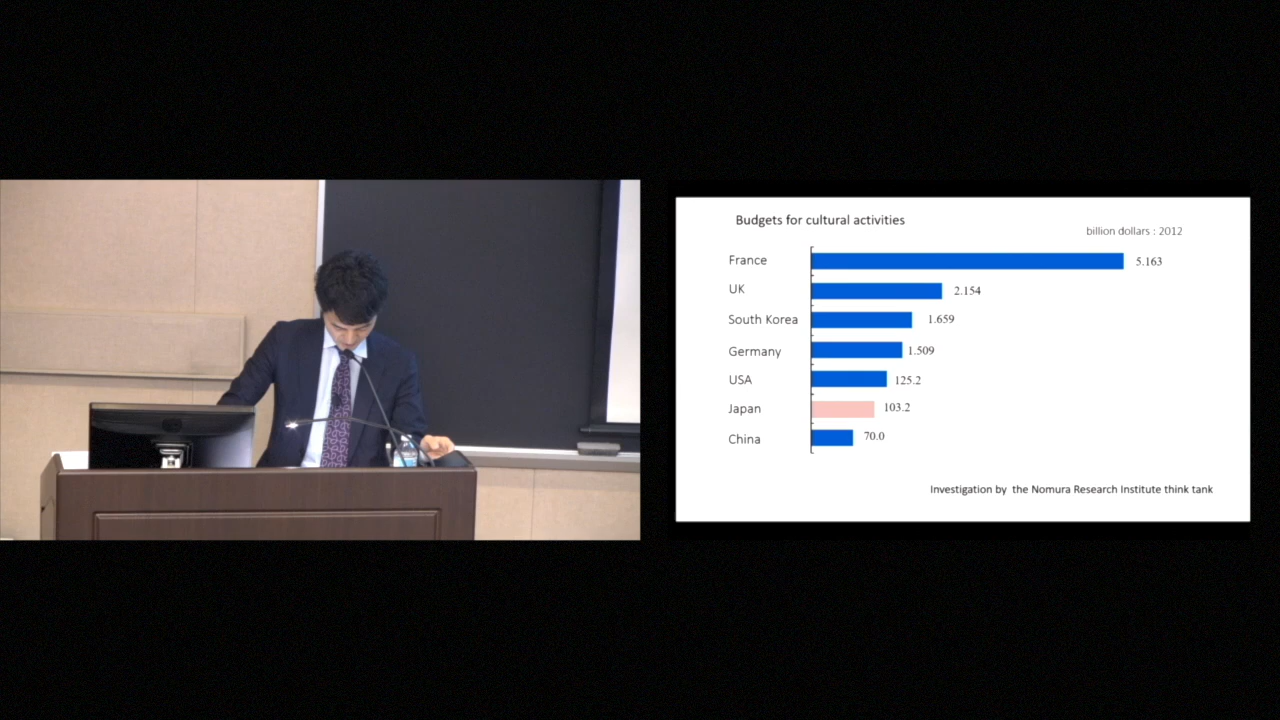 Budgets for cultural activities
billion dollars : 2012
France 5.163
UK 2.154
South Korea 1.659
Germany 1.509
USA 125.2
Japan 103.2
China 70.0
Investigation by the Nomura Research Institute think tank